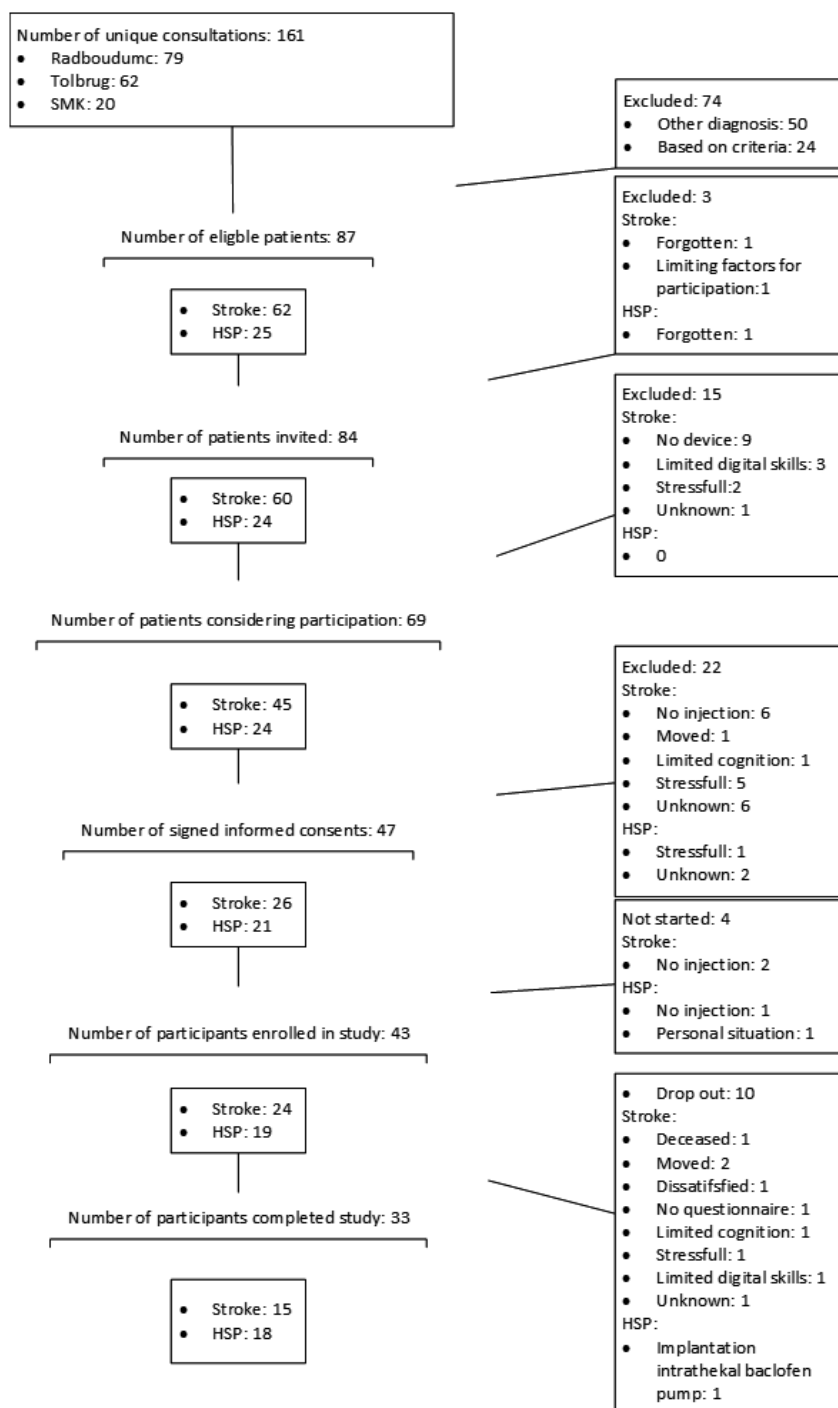 Number of unique consultations: 161
• Radboudumc: 79
• Tolbrug: 62
• SMK: 20
Excluded: 74
• Other diagnosis: 50
• Based on criteria: 24
Number of eligble patients: 87
• Stroke: 62
• HSP: 25
Excluded: 3
Stroke:
• Forgotten: 1
• Limiting factors for
participation:1
HSP:
• Forgotten: 1
Number of patients invited: 84
• Stroke: 60
• HSP: 24
Excluded: 15
Stroke:
• No device: 9
• Limited digital skills: 3
• Stressfull:2
• Unknown: 1
HSP:
• 0
Number of patients considering participation: 69
• Stroke: 45
• HSP: 24
Excluded: 22
Stroke:
• No injection: 6
• Moved: 1
• Limited cognition: 1
• Stressfull: 5
• Unknown: 6
HSP:
• Stressfull: 1
• Unknown: 2
Number of signed informed consents: 47
• Stroke: 26
• HSP: 21
Not started: 4
Stroke:
• No injection: 2
HSP:
• No injection: 1
• Personal situation: 1
Number of participants enrolled in study: 43
• Stroke: 24
• HSP: 19
• Drop out: 10
Stroke:
• Deceased: 1
• Moved: 2
• Dissatifsfied: 1
• No questionnaire: 1
• Limited cognition: 1
• Stressfull: 1
• Limited digital skills: 1
• Unknown: 1
HSP:
• Implantation
intrathekal baclofen
pump: 1
Number of participants completed study: 33
• Stroke: 15
• HSP: 18